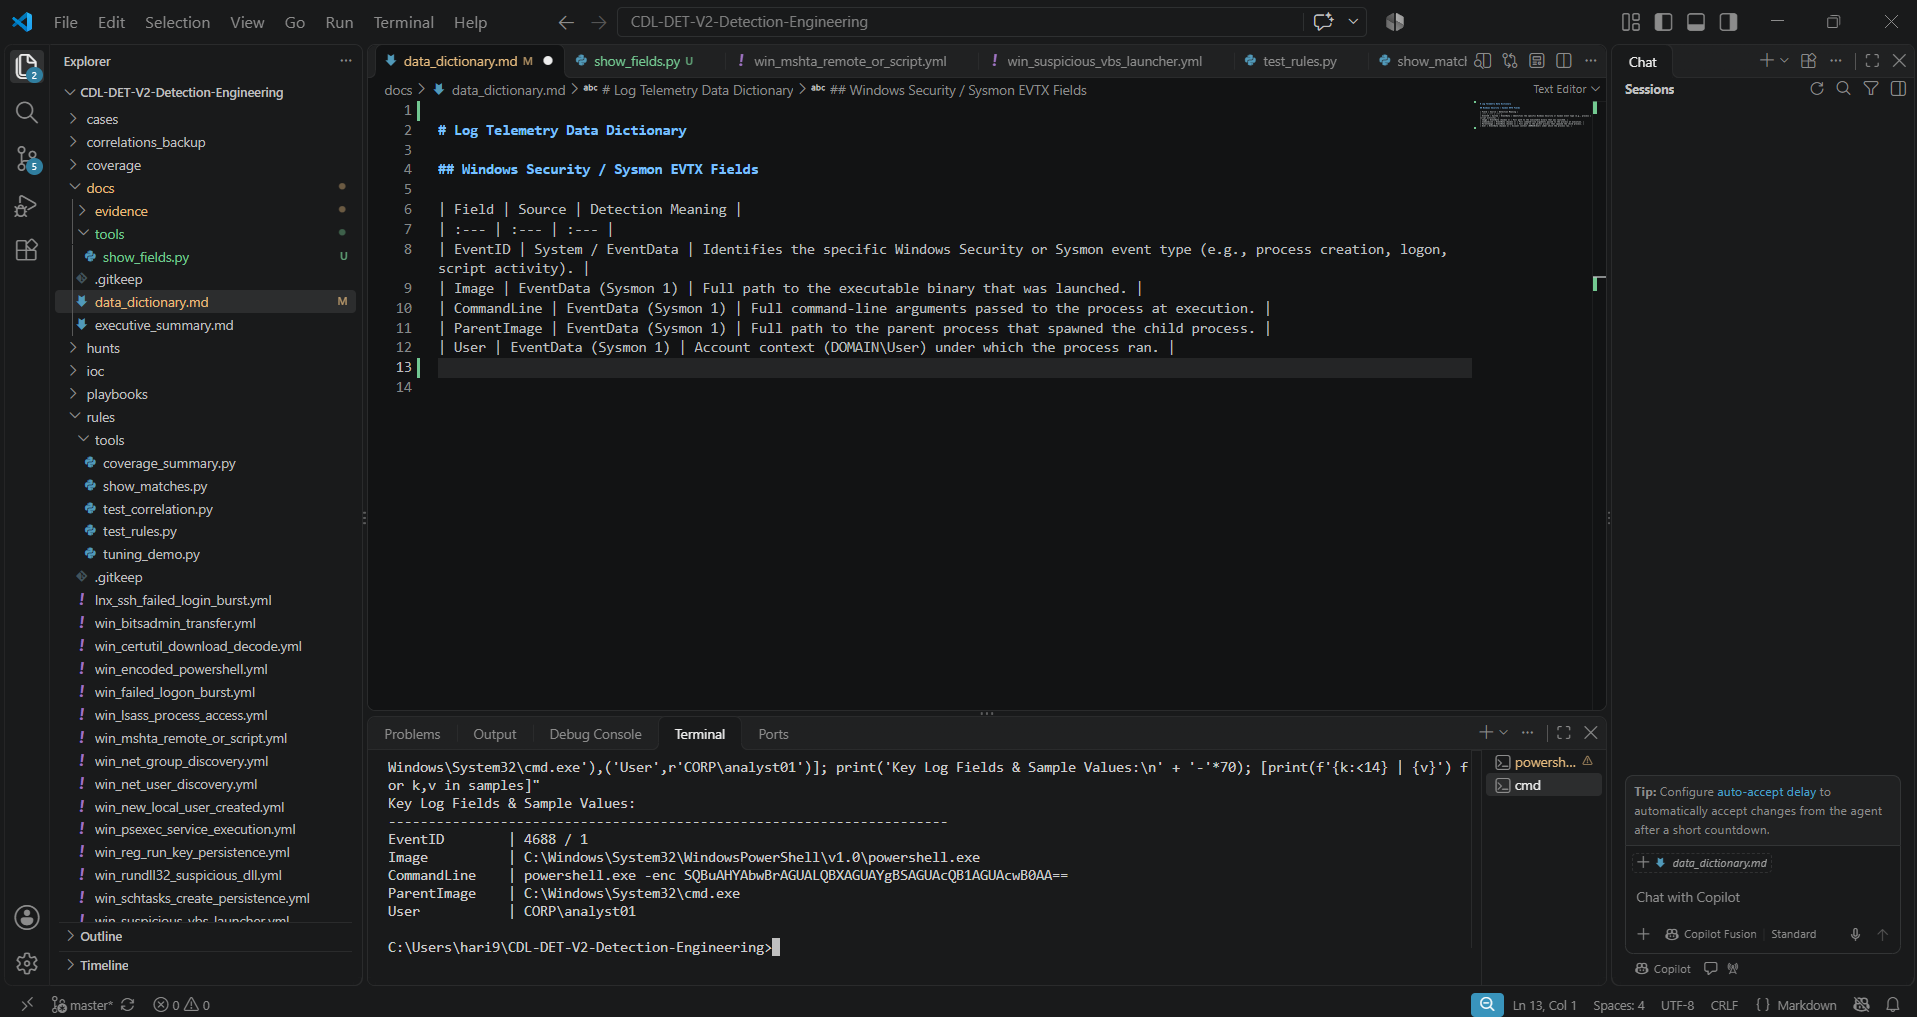 File Edit Selection View Go Run Terminal Help
CDL-DET-V2-Detection-Engineering
Explorer
2
5
CDL-DET-V2-Detection-Engineering
cases
correlations_backup
coverage
docs
evidence
tools
show_fields.py U
.gitkeep
data_dictionary.md M
executive_summary.md
hunts
ioc
playbooks
rules
tools
coverage_summary.py
show_matches.py
test_correlation.py
test_rules.py
tuning_demo.py
.gitkeep
lnx_ssh_failed_login_burst.yml
win_bitsadmin_transfer.yml
win_certutil_download_decode.yml
win_encoded_powershell.yml
win_failed_logon_burst.yml
win_lsass_process_access.yml
win_mshta_remote_or_script.yml
win_net_group_discovery.yml
win_net_user_discovery.yml
win_new_local_user_created.yml
win_psexec_service_execution.yml
win_reg_run_key_persistence.yml
win_rundll32_suspicious_dll.yml
win_schtasks_create_persistence.yml
win_suspicious_vbs_launcher.yml
Outline
Timeline
data_dictionary.md M show_fields.py U win_mshta_remote_or_script.yml win_suspicious_vbs_launcher.yml test_rules.py show_matcl
docs > data_dictionary.md > # Log Telemetry Data Dictionary > ## Windows Security / Sysmon EVTX Fields
Text Editor
1
2 # Log Telemetry Data Dictionary
3
4 ## Windows Security / Sysmon EVTX Fields
5
6 | Field | Source | Detection Meaning |
7 | :--- | :--- | :--- |
8 | EventID | System / EventData | Identifies the specific Windows Security or Sysmon event type (e.g., process creation, logon,
script activity). |
9 | Image | EventData (Sysmon 1) | Full path to the executable binary that was launched. |
10 | CommandLine | EventData (Sysmon 1) | Full command-line arguments passed to the process at execution. |
11 | ParentImage | EventData (Sysmon 1) | Full path to the parent process that spawned the child process. |
12 | User | EventData (Sysmon 1) | Account context (DOMAIN\User) under which the process ran. |
13
14
Problems Output Debug Console Terminal Ports
Windows\System32\cmd.exe'),('User',r'CORP\analyst01')]; print('Key Log Fields & Sample Values:\n' + '-'*70); [print(f'{k:<14} | {v}') f
or k,v in samples]"
Key Log Fields & Sample Values:
----------------------------------------------------------------------
EventID | 4688 / 1
Image | C:\Windows\System32\WindowsPowerShell\v1.0\powershell.exe
CommandLine | powershell.exe -enc SQBuAHYAbwBrAGUALQBXAGUAYgBSAGUAcQB1AGUAcwB0AA==
ParentImage | C:\Windows\System32\cmd.exe
User | CORP\analyst01
C:\Users\hari9\CDL-DET-V2-Detection-Engineering>
powersh...
cmd
Chat
Sessions
Tip: Configure auto-accept delay to
automatically accept changes from the agent
after a short countdown.
data_dictionary.md
Chat with Copilot
Copilot Fusion Standard
Copilot
master* 0 0
Ln 13, Col 1 Spaces: 4 UTF-8 CRLF { } Markdown